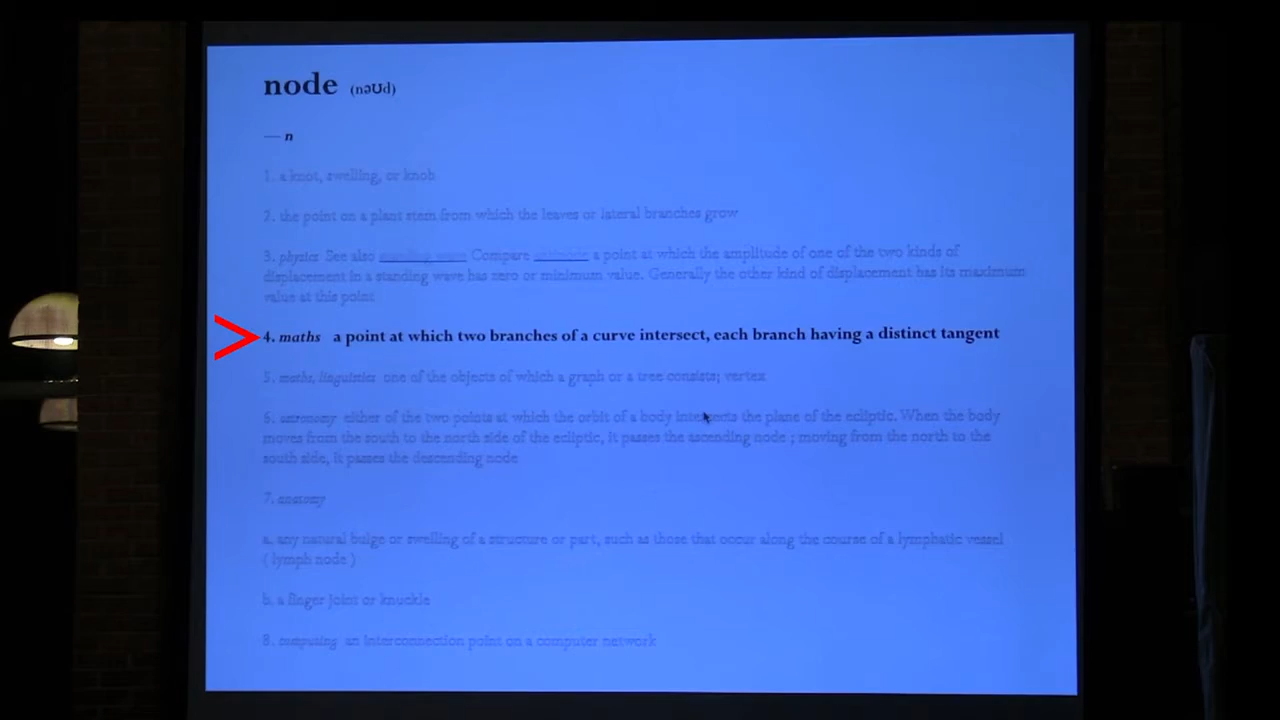 node (nəʊd)
— n
1. a knot, swelling, or knob
2. the point on a plant stem from which the leaves or lateral branches grow
3. physics See also standing wave Compare antinode a point at which the amplitude of one of the two kinds of
displacement in a standing wave has zero or minimum value. Generally the other kind of displacement has its maximum
value at this point
4. maths a point at which two branches of a curve intersect, each branch having a distinct tangent
5. maths, linguistics one of the objects of which a graph or a tree consists; vertex
6. astronomy either of the two points at which the orbit of a body intersects the plane of the ecliptic. When the body
moves from the south to the north side of the ecliptic, it passes the ascending node ; moving from the north to the
south side, it passes the descending node
7. anatomy
a. any natural bulge or swelling of a structure or part, such as those that occur along the course of a lymphatic vessel
( lymph node )
b. a finger joint or knuckle
8. computing an interconnection point on a computer network